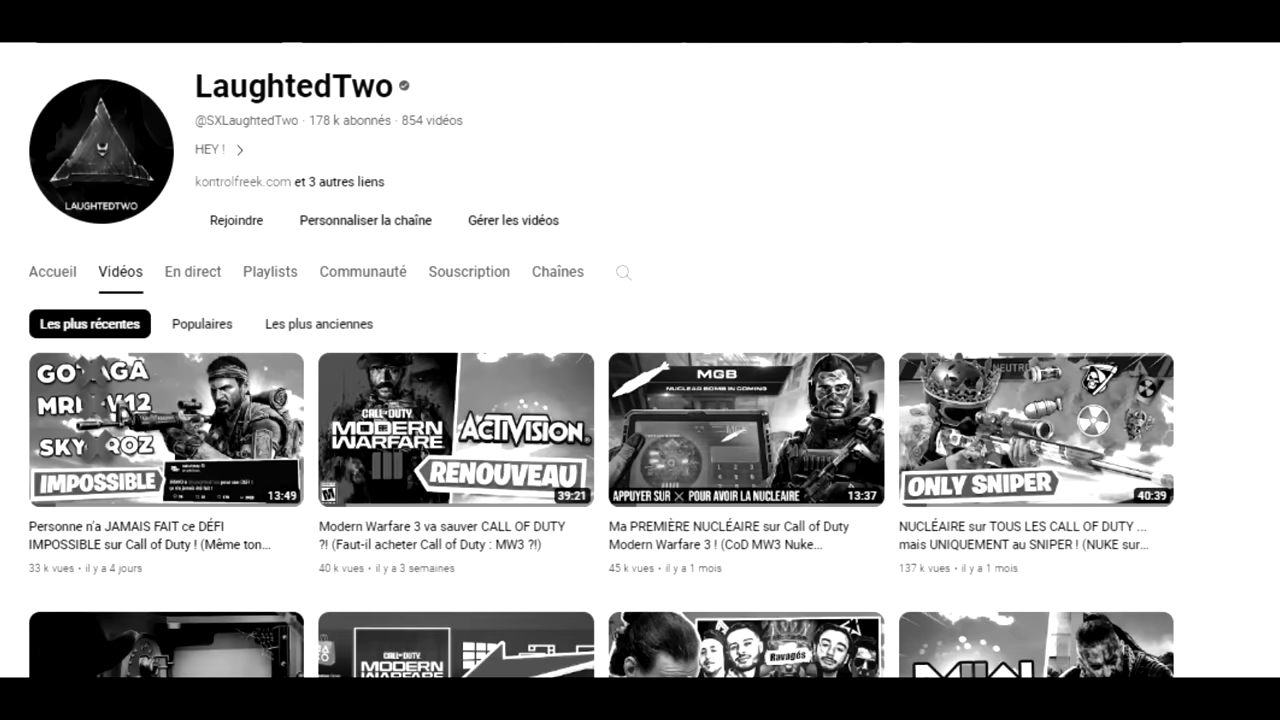 LaughtedTwo
@SXLaughtedTwo · 178 k abonnés · 854 vidéos
HEY !
kontrolfreek.com et 3 autres liens
LAUGHTEDTWO
Rejoindre Personnaliser la chaîne Gérer les vidéos
Accueil Vidéos En direct Playlists Communauté Souscription Chaînes
Les plus récentes Populaires Les plus anciennes
IMPOSSIBLE
13:49
CALL OF DUTY
MODERN
WARFARE
III
ACTIVISION
RENOUVEAU
39:21
MGB
NUCLEAR BOMB IN COMING
APPUYER SUR POUR AVOIR LA NUCLEAIRE
13:37
NEUTRO
ONLY SNIPER
40:39
Personne n'a JAMAIS FAIT ce DÉFI
IMPOSSIBLE sur Call of Duty ! (Même ton...
33 k vues • il y a 4 jours
Modern Warfare 3 va sauver CALL OF DUTY
?! (Faut-il acheter Call of Duty : MW3 ?!)
40 k vues • il y a 3 semaines
Ma PREMIÈRE NUCLÉAIRE sur Call of Duty
Modern Warfare 3 ! (CoD MW3 Nuke...
45 k vues • il y a 1 mois
NUCLÉAIRE sur TOUS LES CALL OF DUTY ...
mais UNIQUEMENT au SNIPER ! (NUKE sur...
137 k vues • il y a 1 mois
CALL OF DUTY
MODERN
Ravagés